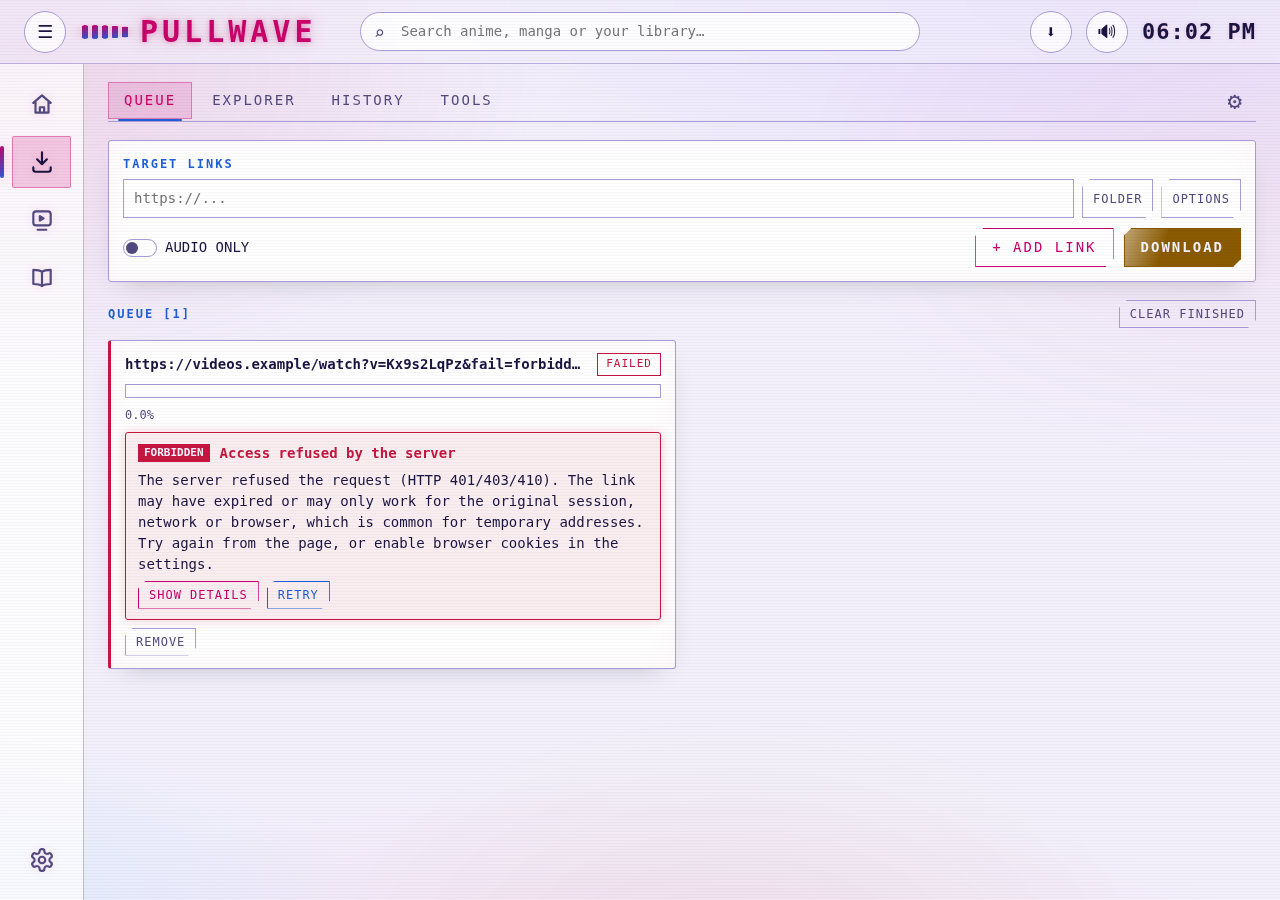 PULLWAVE
Search anime, manga or your library…
06:02 PM
QUEUE EXPLORER HISTORY TOOLS
TARGET LINKS
https://...
FOLDER
OPTIONS
AUDIO ONLY
+ ADD LINK
DOWNLOAD
QUEUE [1]
CLEAR FINISHED
https://videos.example/watch?v=Kx9s2LqPz&fail=forbidd…
FAILED
0.0%
FORBIDDEN Access refused by the server
The server refused the request (HTTP 401/403/410). The link
may have expired or may only work for the original session,
network or browser, which is common for temporary addresses.
Try again from the page, or enable browser cookies in the
settings.
SHOW DETAILS
RETRY
REMOVE